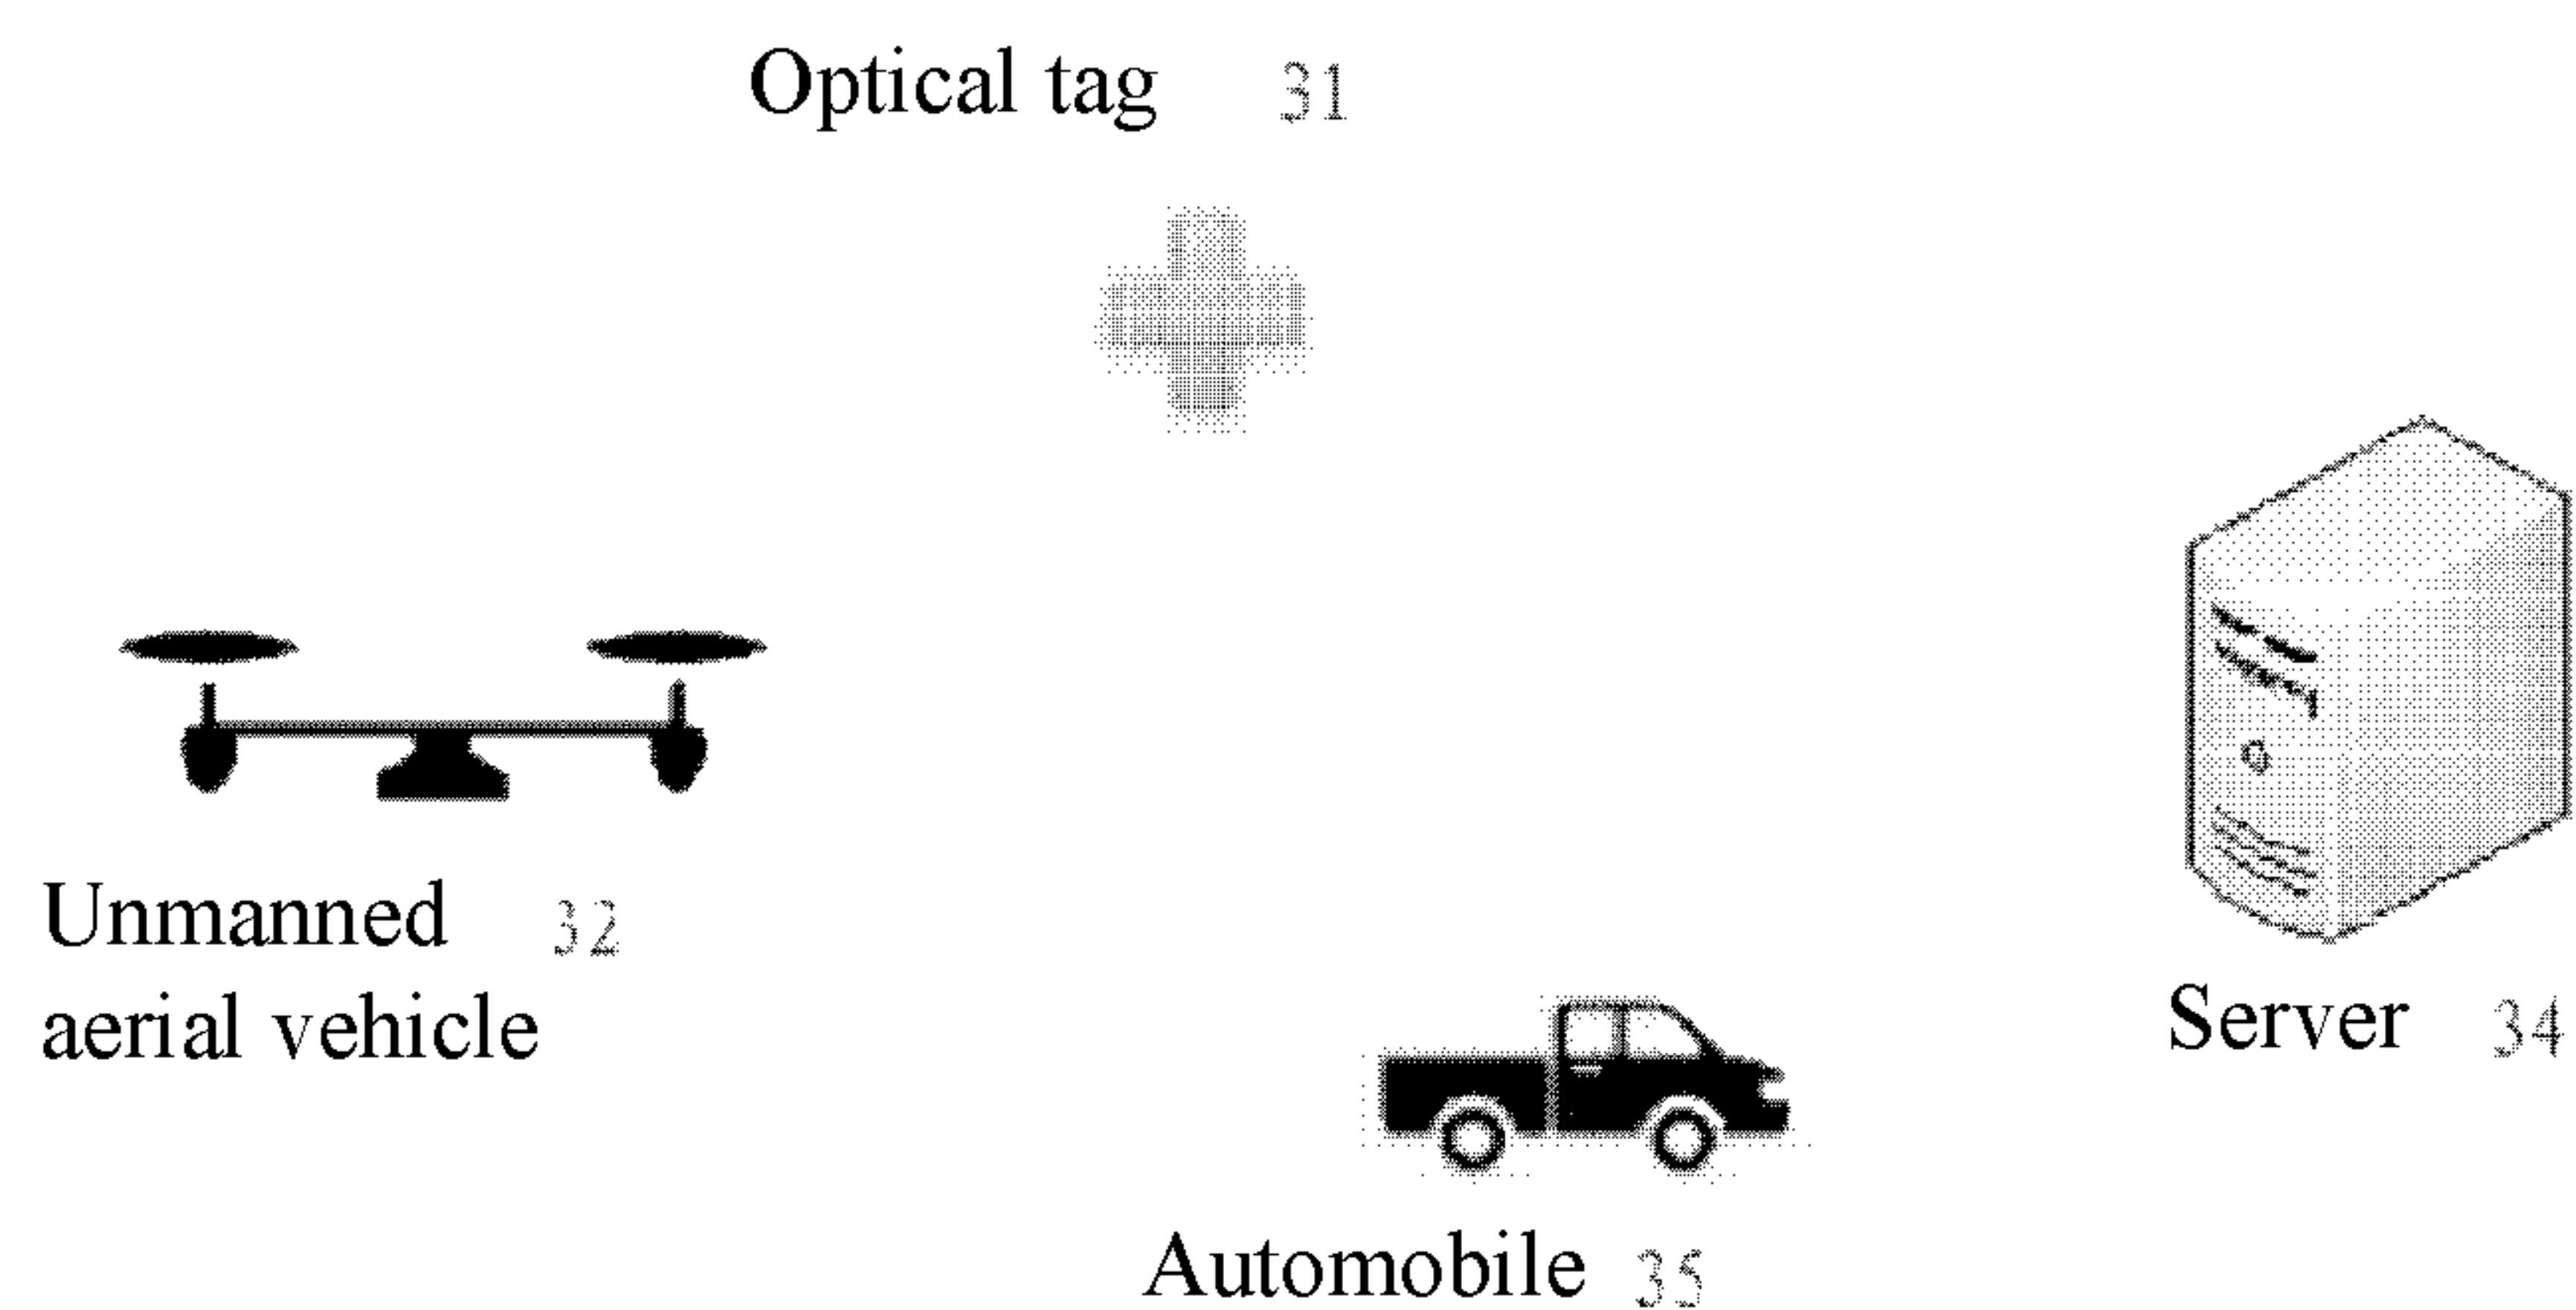 Optical tag 31
Unmanned 32
aerial vehicle
Server 34
Automobile 35